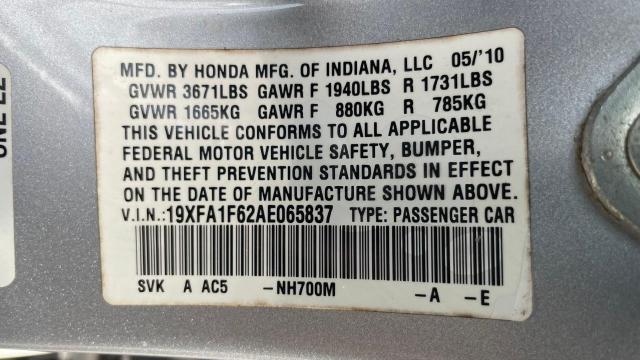 MFD. BY HONDA MFG. OF INDIANA, LLC 05/'10
GVWR 3671LBS GAWR F 1940LBS R 1731LBS
GVWR 1665KG GAWR F 880KG R 785KG
THIS VEHICLE CONFORMS TO ALL APPLICABLE
FEDERAL MOTOR VEHICLE SAFETY, BUMPER,
AND THEFT PREVENTION STANDARDS IN EFFECT
ON THE DATE OF MANUFACTURE SHOWN ABOVE.
V.I.N.:19XFA1F62AE065837 TYPE: PASSENGER CAR
SVK A AC5 -NH700M -A -E